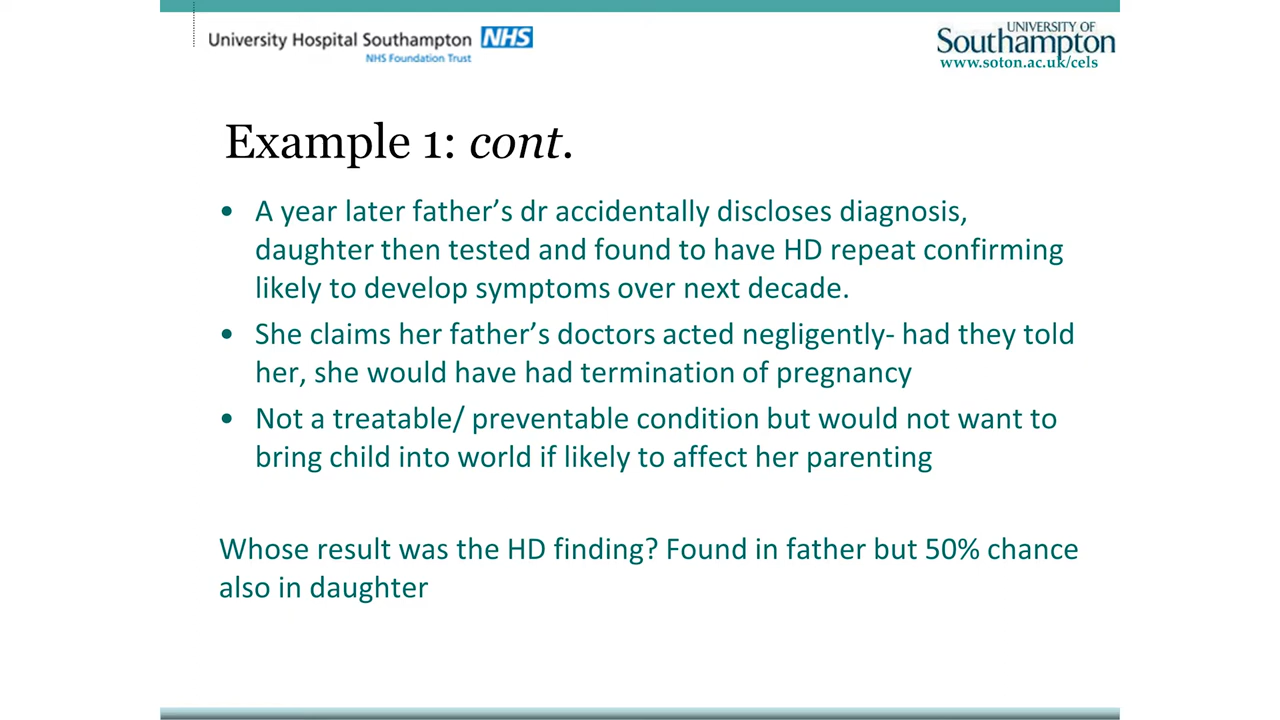 University Hospital Southampton NHS
NHS Foundation Trust
UNIVERSITY OF
Southampton
www.soton.ac.uk/cels
Example 1: cont.
• A year later father’s dr accidentally discloses diagnosis,
daughter then tested and found to have HD repeat confirming
likely to develop symptoms over next decade.
• She claims her father’s doctors acted negligently- had they told
her, she would have had termination of pregnancy
• Not a treatable/ preventable condition but would not want to
bring child into world if likely to affect her parenting
Whose result was the HD finding? Found in father but 50% chance
also in daughter